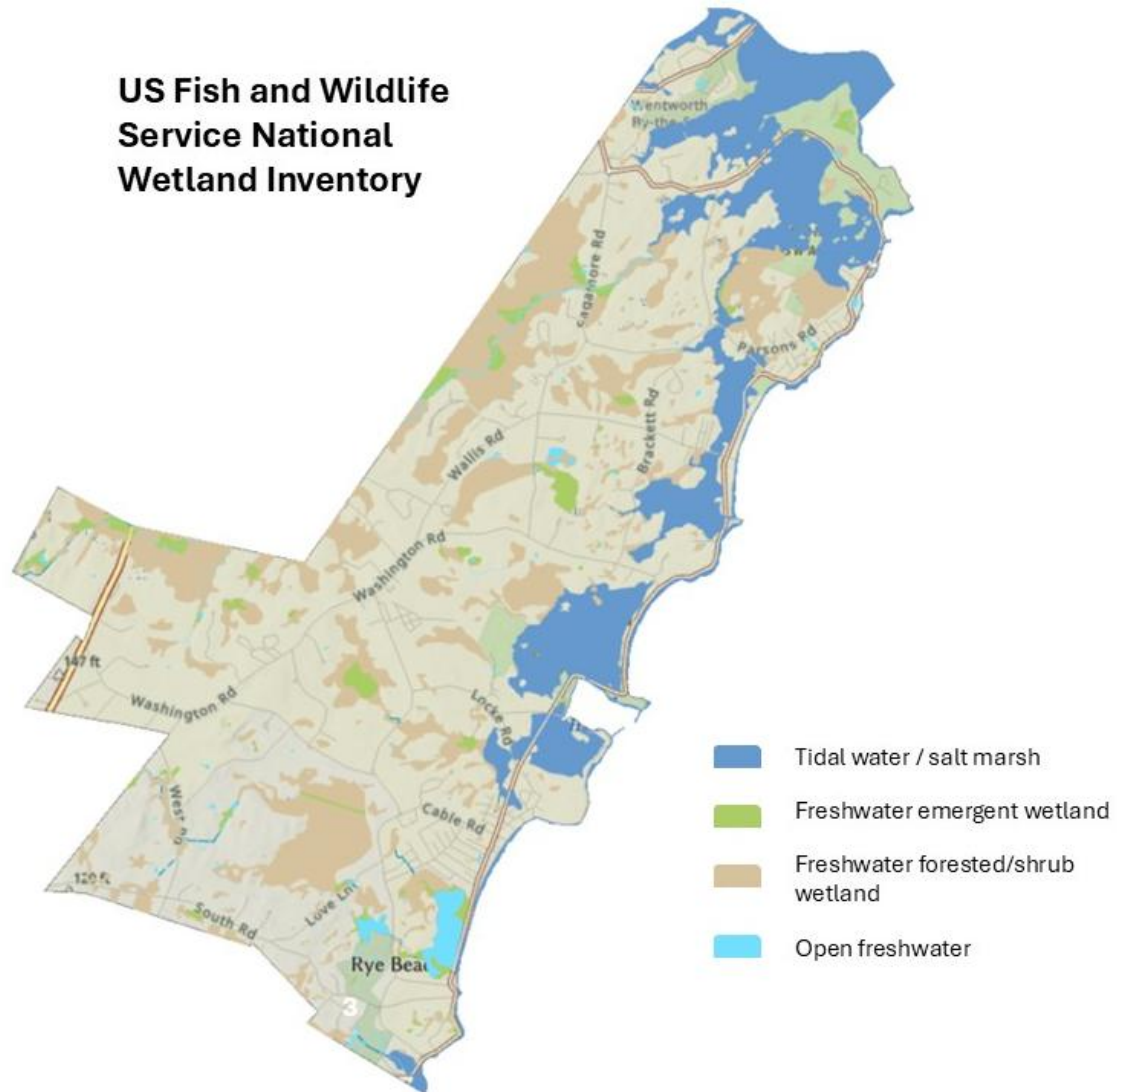 US Fish and Wildlife
Service National
Wetland Inventory
Wentworth
By-the-S
Sagamore Rd
Parsons Rd
Brackett Rd
Wallis Rd
Washington Rd
147 ft
Washington Rd
Locke Rd
Tidal water / salt marsh
Freshwater emergent wetland
West Rd
Cable Rd
Freshwater forested/shrub
wetland
120 ft
Love Ln
South Rd
Open freshwater
Rye Beac
3